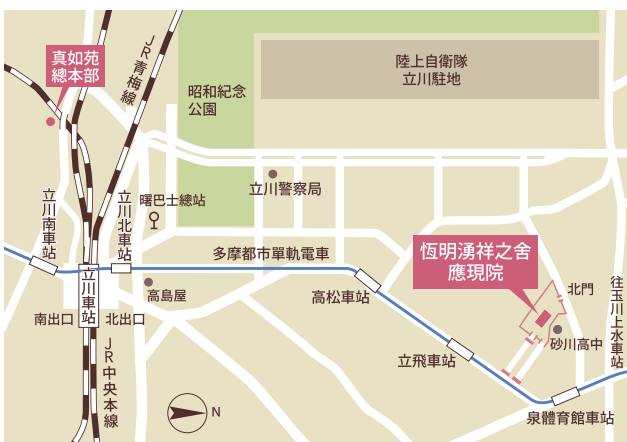 真如苑
總本部
JR青梅線
昭和紀念
公園
陸上自衛隊
立川駐地
立川警察局
曙巴士總站
立川南車站
立川北車站
多摩都市單軌電車
恆明湧祥之舍
應現院
北門
往玉川上水車站
立川車站
高島屋
高松車站
南出口
北出口
砂川高中
立飛車站
JR中央本線
泉體育館車站
N